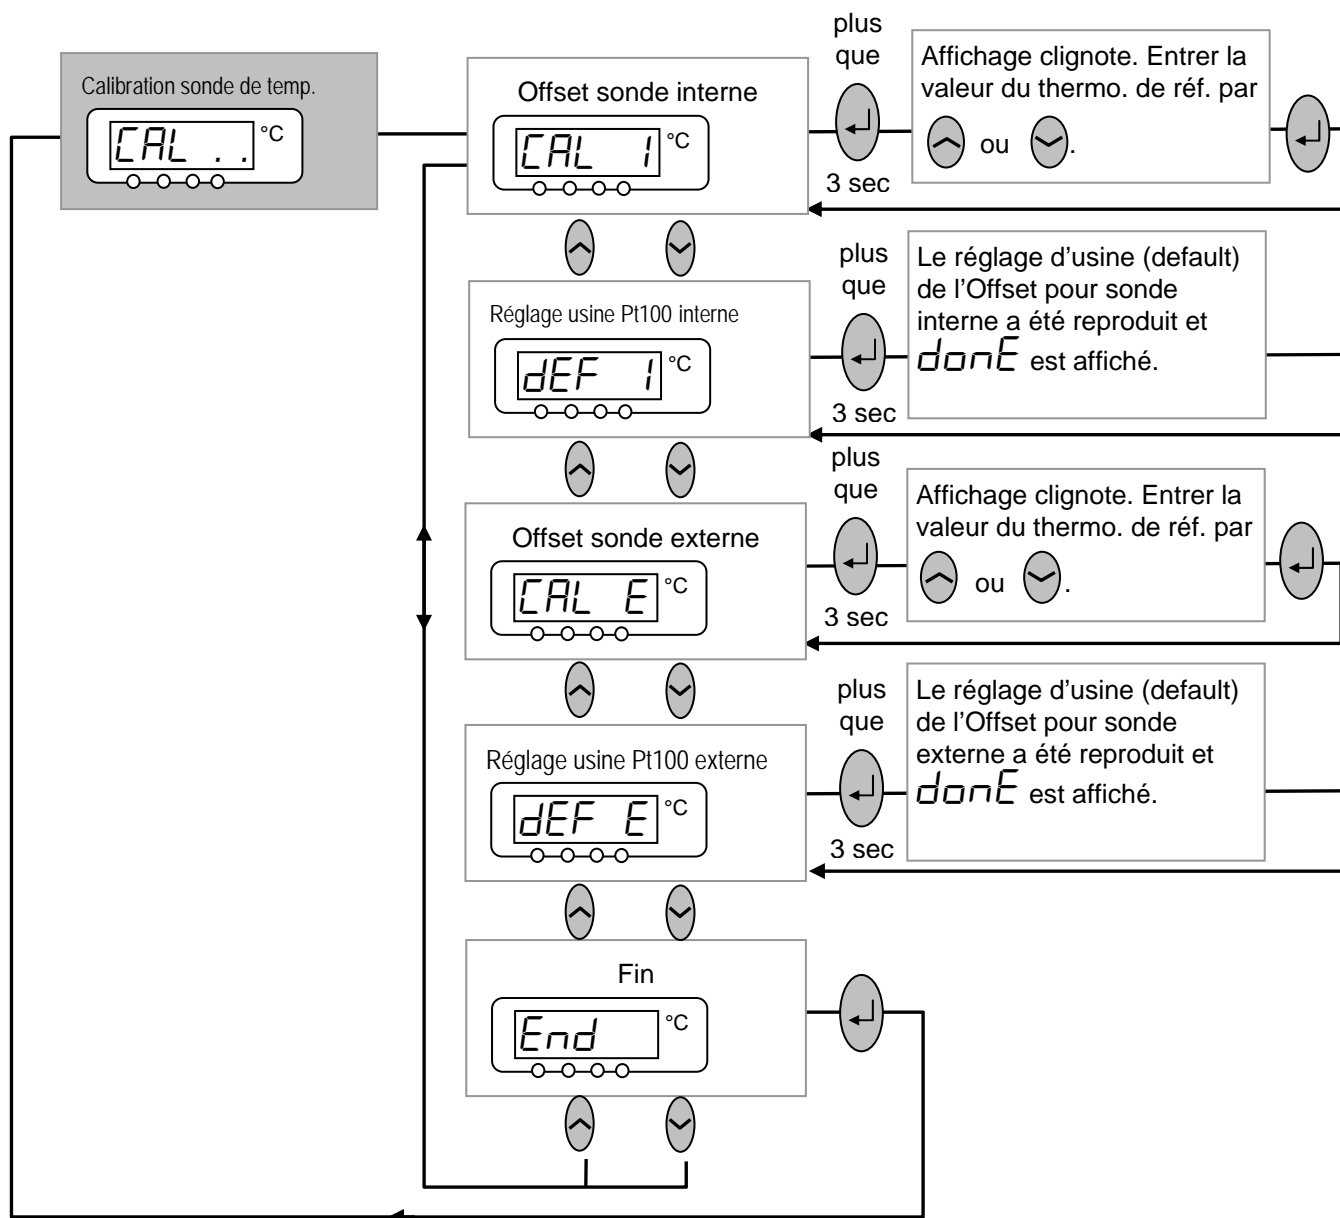 Calibration sonde de temp.
CAL .. °C
Offset sonde interne
CAL 1 °C
plus
que
3 sec
Affichage clignote. Entrer la
valeur du thermo. de réf. par
ou .
Réglage usine Pt100 interne
dEF 1 °C
plus
que
3 sec
Le réglage d’usine (default)
de l’Offset pour sonde
interne a été reproduit et
donE est affiché.
Offset sonde externe
CAL E °C
plus
que
3 sec
Affichage clignote. Entrer la
valeur du thermo. de réf. par
ou .
Réglage usine Pt100 externe
dEF E °C
plus
que
3 sec
Le réglage d’usine (default)
de l’Offset pour sonde
externe a été reproduit et
donE est affiché.
Fin
End °C